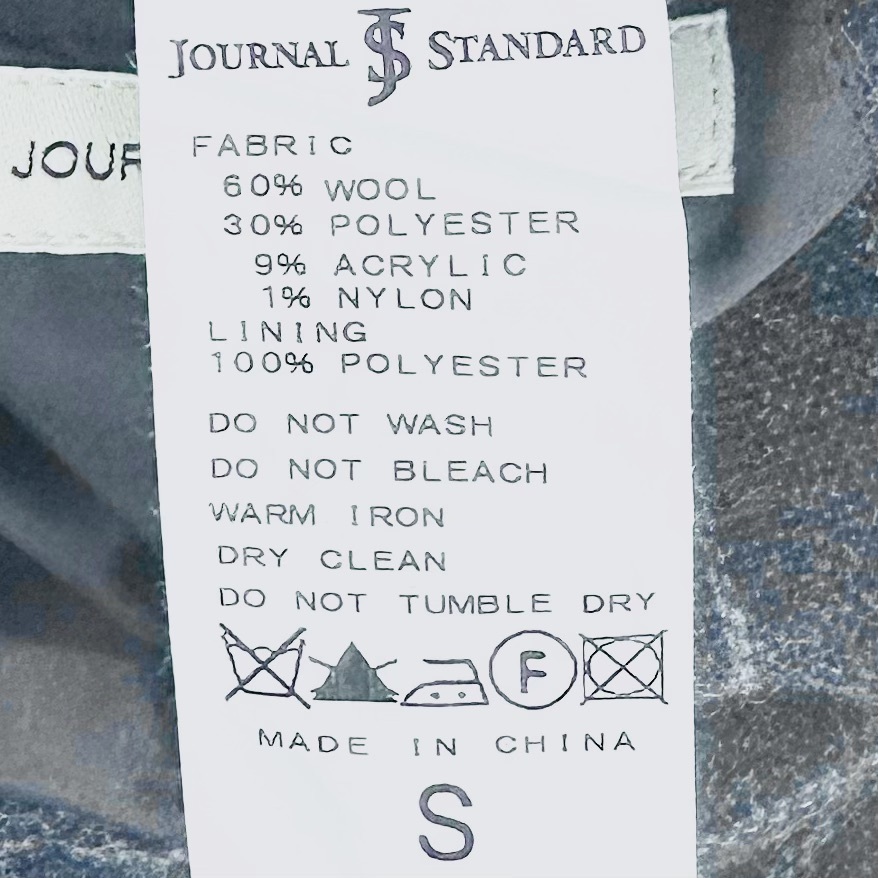 JOURNAL JS STANDARD
JOUR
FABRIC
60% WOOL
30% POLYESTER
9% ACRYLIC
1% NYLON
LINING
100% POLYESTER
DO NOT WASH
DO NOT BLEACH
WARM IRON
DRY CLEAN
DO NOT TUMBLE DRY
F
MADE IN CHINA
S